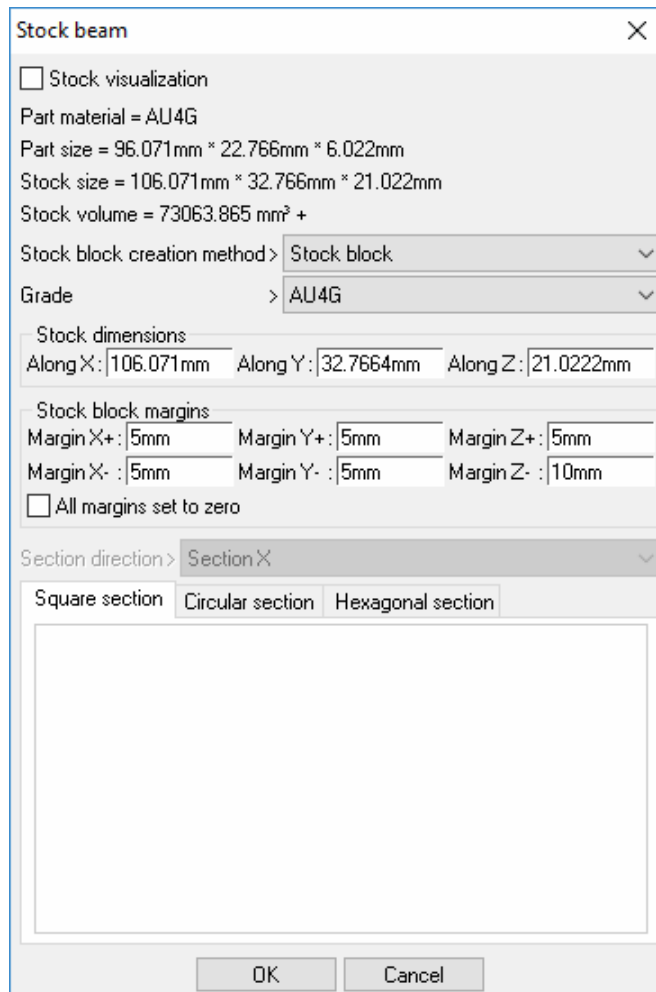 Stock beam
Stock visualization
Part material = AU4G
Part size = 96.071mm * 22.766mm * 6.022mm
Stock size = 106.071mm * 32.766mm * 21.022mm
Stock volume = 73063.865 mm³ +
Stock block creation method > Stock block
Grade > AU4G
Stock dimensions
Along X : 106.071mm Along Y : 32.7664mm Along Z : 21.0222mm
Stock block margins
Margin X+ : 5mm Margin Y+ : 5mm Margin Z+ : 5mm
Margin X- : 5mm Margin Y- : 5mm Margin Z- : 10mm
All margins set to zero
Section direction > Section X
Square section Circular section Hexagonal section
OK Cancel